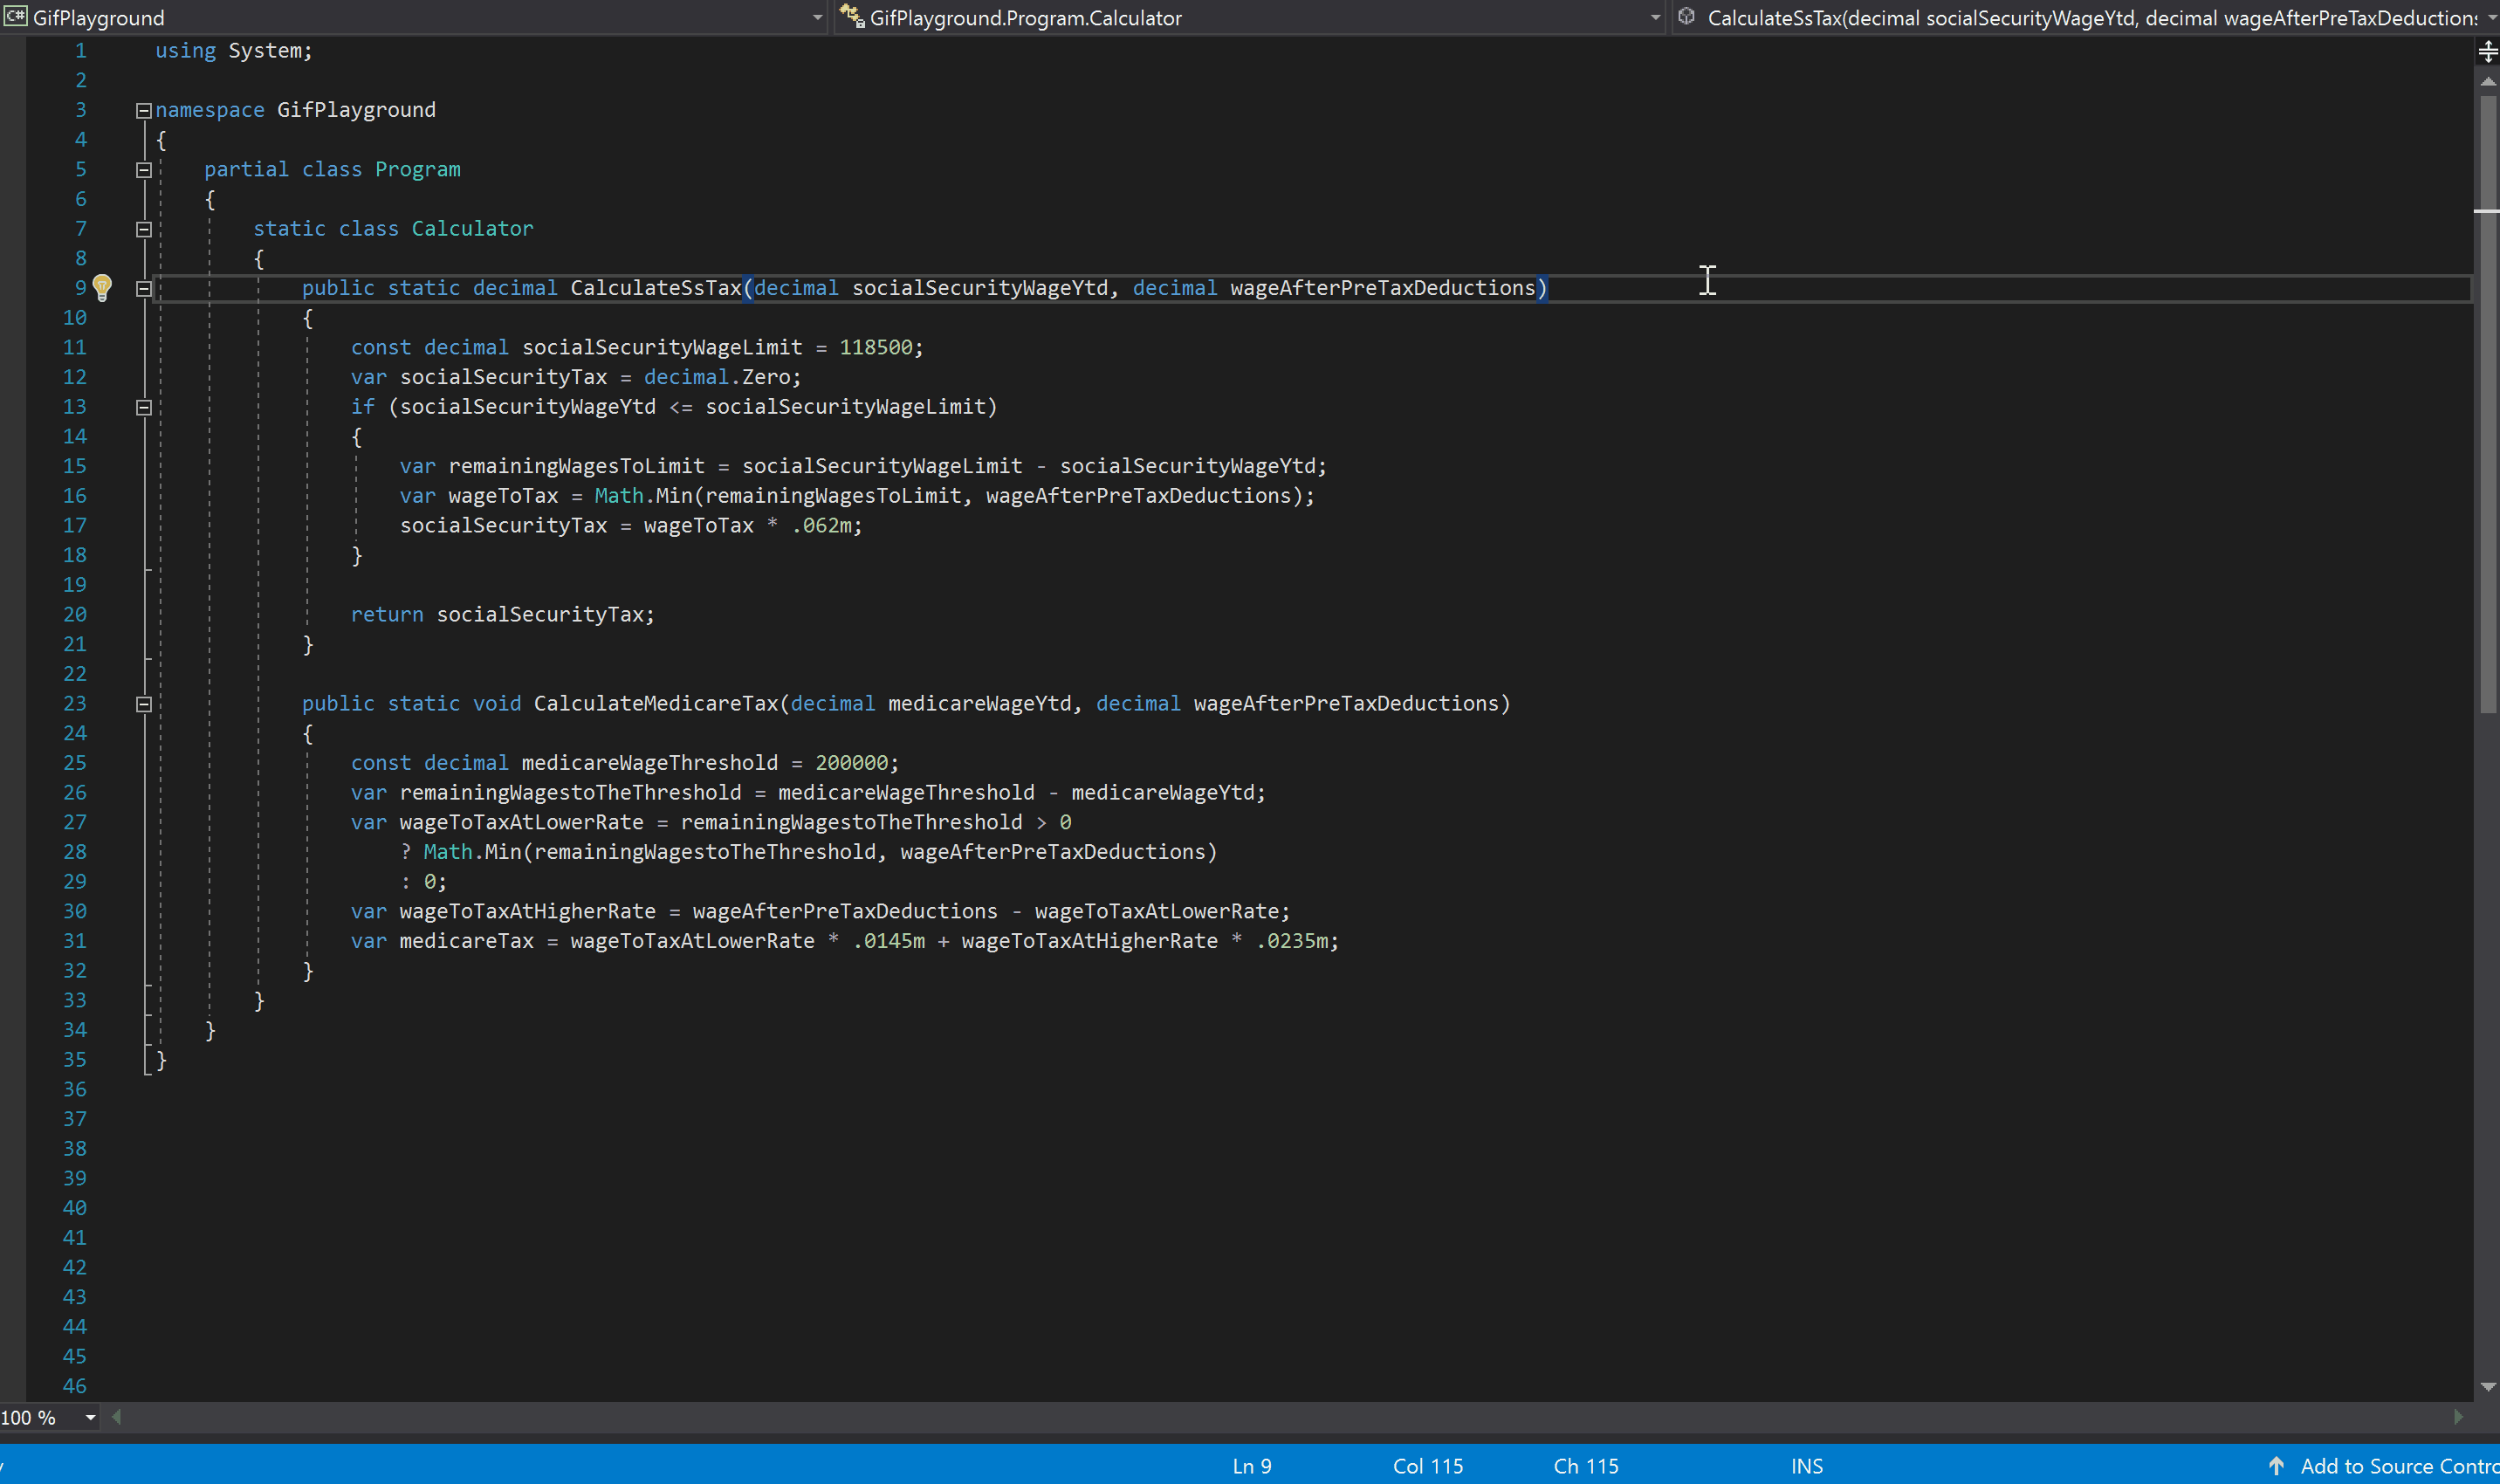 C# GifPlayground GifPlayground.Program.Calculator CalculateSsTax(decimal socialSecurityWageYtd, decimal wageAfterPreTaxDeductions
1 using System;
2
3 namespace GifPlayground
4 {
5 partial class Program
6 {
7 static class Calculator
8 {
9 public static decimal CalculateSsTax(decimal socialSecurityWageYtd, decimal wageAfterPreTaxDeductions)
10 {
11 const decimal socialSecurityWageLimit = 118500;
12 var socialSecurityTax = decimal.Zero;
13 if (socialSecurityWageYtd <= socialSecurityWageLimit)
14 {
15 var remainingWagesToLimit = socialSecurityWageLimit - socialSecurityWageYtd;
16 var wageToTax = Math.Min(remainingWagesToLimit, wageAfterPreTaxDeductions);
17 socialSecurityTax = wageToTax * .062m;
18 }
19
20 return socialSecurityTax;
21 }
22
23 public static void CalculateMedicareTax(decimal medicareWageYtd, decimal wageAfterPreTaxDeductions)
24 {
25 const decimal medicareWageThreshold = 200000;
26 var remainingWagestoTheThreshold = medicareWageThreshold - medicareWageYtd;
27 var wageToTaxAtLowerRate = remainingWagestoTheThreshold > 0
28 ? Math.Min(remainingWagestoTheThreshold, wageAfterPreTaxDeductions)
29 : 0;
30 var wageToTaxAtHigherRate = wageAfterPreTaxDeductions - wageToTaxAtLowerRate;
31 var medicareTax = wageToTaxAtLowerRate * .0145m + wageToTaxAtHigherRate * .0235m;
32 }
33 }
34 }
35 }
36
37
38
39
40
41
42
43
44
45
46
100 %
Ln 9 Col 115 Ch 115 INS Add to Source Contro